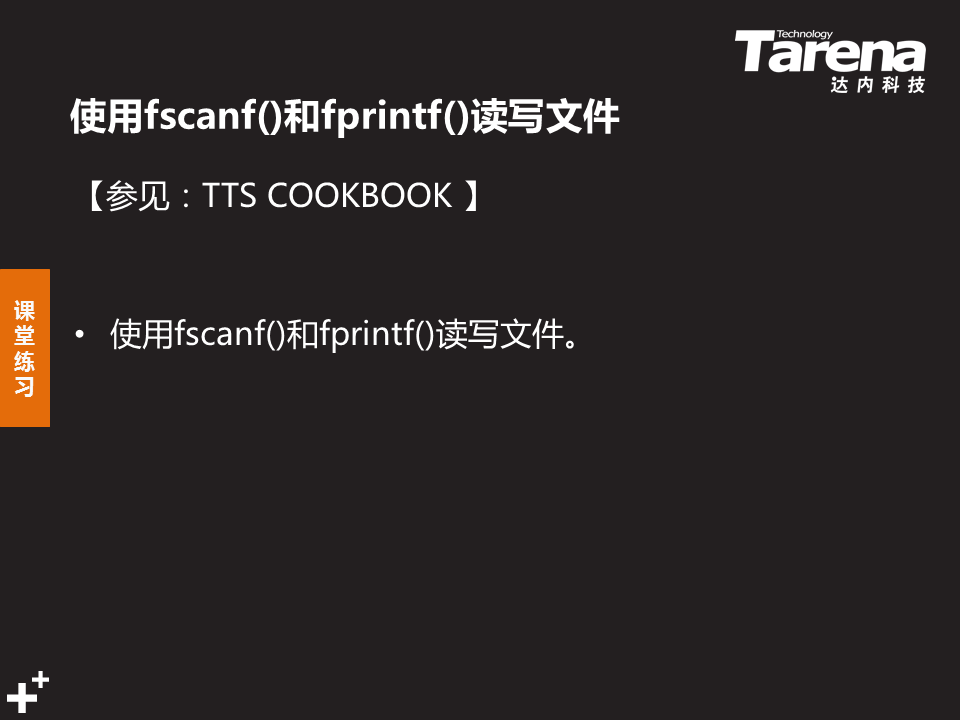 Technology
Tarena
达内科技
使用fscanf()和fprintf()读写文件
【参见：TTS COOKBOOK 】
课堂练习
• 使用fscanf()和fprintf()读写文件。